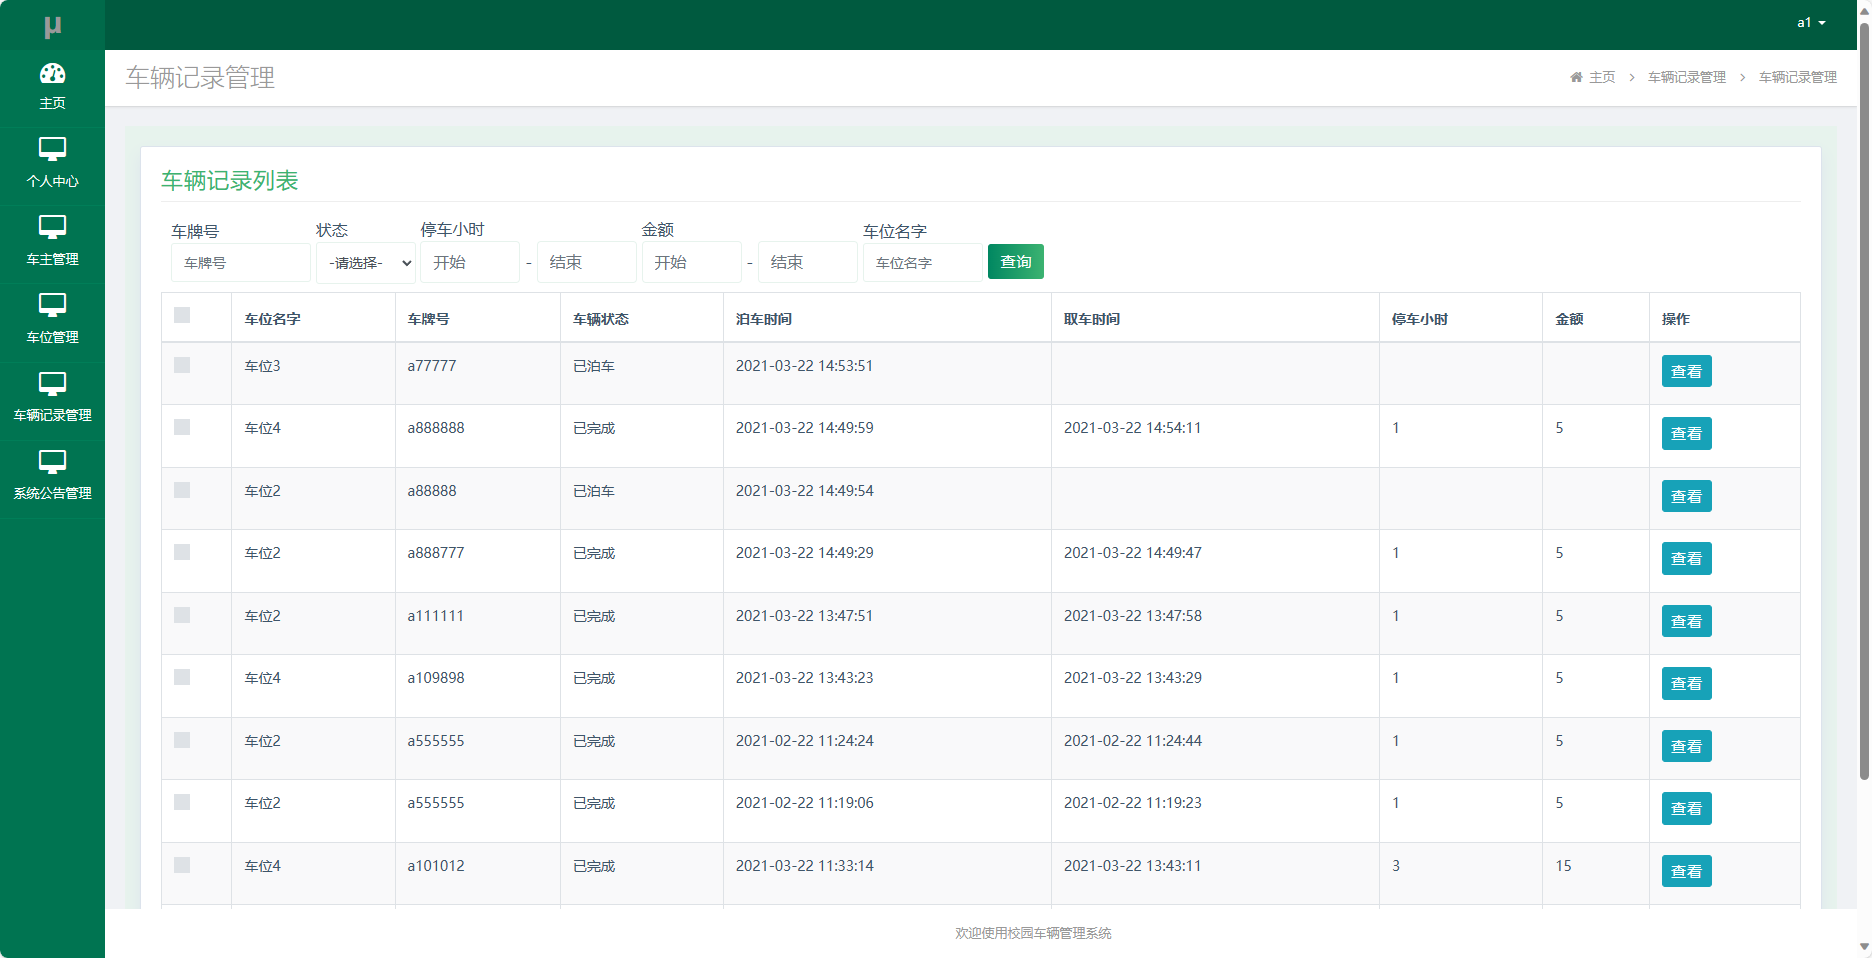 µ
a1
主页
个人中心
车主管理
车位管理
车辆记录管理
系统公告管理
车辆记录管理
主页 > 车辆记录管理 > 车辆记录管理
车辆记录列表
车牌号 状态 停车小时 金额 车位名字
车牌号 -请选择- 开始 - 结束 开始 - 结束 车位名字 查询
车位名字 车牌号 车辆状态 泊车时间 取车时间 停车小时 金额 操作
车位3 a77777 已泊车 2021-03-22 14:53:51 查看
车位4 a888888 已完成 2021-03-22 14:49:59 2021-03-22 14:54:11 1 5 查看
车位2 a88888 已泊车 2021-03-22 14:49:54 查看
车位2 a888777 已完成 2021-03-22 14:49:29 2021-03-22 14:49:47 1 5 查看
车位2 a111111 已完成 2021-03-22 13:47:51 2021-03-22 13:47:58 1 5 查看
车位4 a109898 已完成 2021-03-22 13:43:23 2021-03-22 13:43:29 1 5 查看
车位2 a555555 已完成 2021-02-22 11:24:24 2021-02-22 11:24:44 1 5 查看
车位2 a555555 已完成 2021-02-22 11:19:06 2021-02-22 11:19:23 1 5 查看
车位4 a101012 已完成 2021-03-22 11:33:14 2021-03-22 13:43:11 3 15 查看
欢迎使用校园车辆管理系统